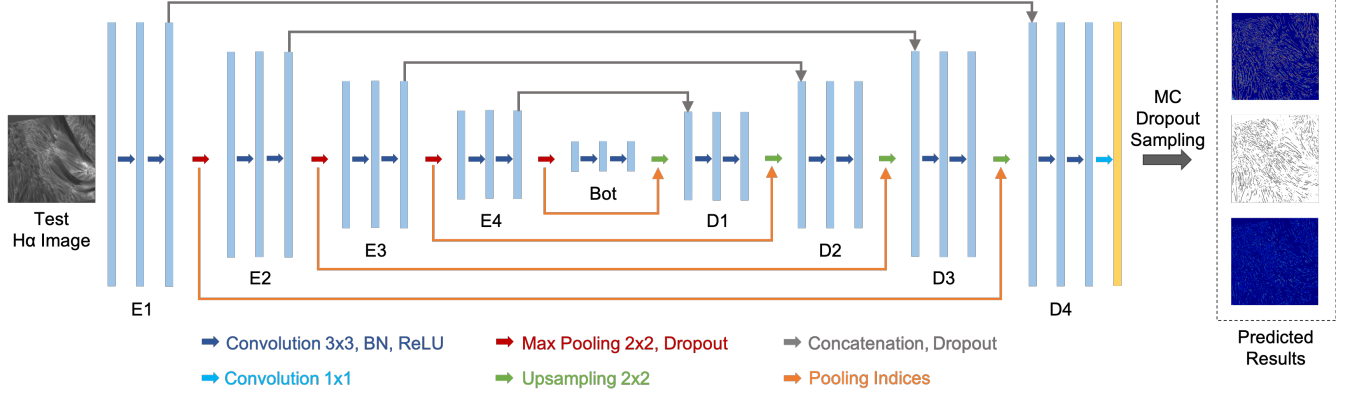 Test
Hα Image
E1
E2
E3
E4
Bot
D1
D2
D3
D4
MC
Dropout
Sampling
Predicted
Results
Convolution 3x3, BN, ReLU
Max Pooling 2x2, Dropout
Concatenation, Dropout
Convolution 1x1
Upsampling 2x2
Pooling Indices